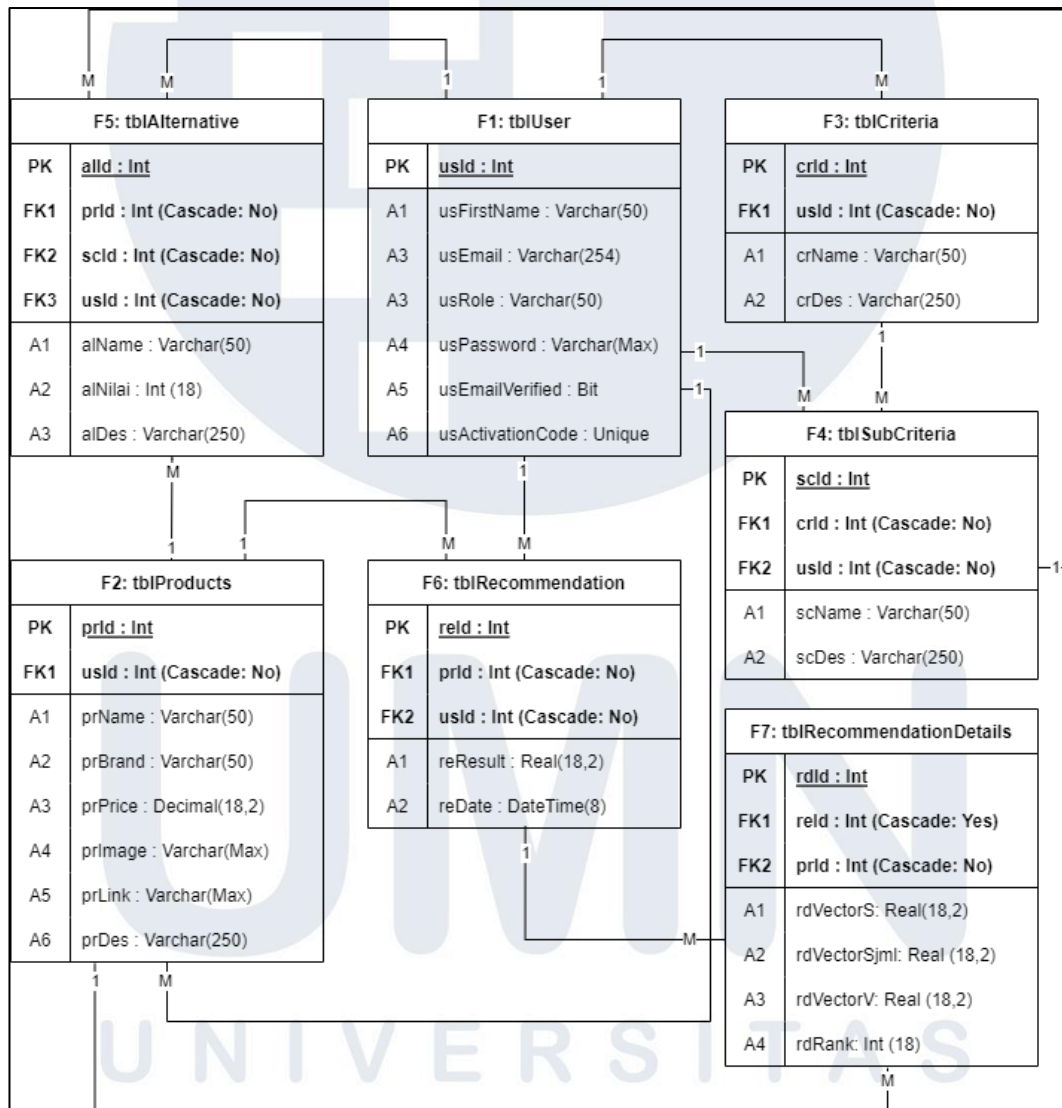 M M 1 1 M
F5: tblAlternative
PK alId : Int
FK1 prId : Int (Cascade: No)
FK2 scId : Int (Cascade: No)
FK3 usId : Int (Cascade: No)
A1 alName : Varchar(50)
A2 alNilai : Int (18)
A3 alDes : Varchar(250)
M
1
F1: tblUser
PK usId : Int
A1 usFirstName : Varchar(50)
A3 usEmail : Varchar(254)
A3 usRole : Varchar(50)
A4 usPassword : Varchar(Max)
A5 usEmailVerified : Bit
A6 usActivationCode : Unique
1
1
1
M
F3: tblCriteria
PK crId : Int
FK1 usId : Int (Cascade: No)
A1 crName : Varchar(50)
A2 crDes : Varchar(250)
1
M M
F4: tblSubCriteria
PK scId : Int
FK1 crId : Int (Cascade: No)
FK2 usId : Int (Cascade: No)
A1 scName : Varchar(50)
A2 scDes : Varchar(250)
1
1 M
F2: tblProducts
PK prId : Int
FK1 usId : Int (Cascade: No)
A1 prName : Varchar(50)
A2 prBrand : Varchar(50)
A3 prPrice : Decimal(18,2)
A4 prImage : Varchar(Max)
A5 prLink : Varchar(Max)
A6 prDes : Varchar(250)
1 M
F6: tblRecommendation
PK reId : Int
FK1 prId : Int (Cascade: No)
FK2 usId : Int (Cascade: No)
A1 reResult : Real(18,2)
A2 reDate : DateTime(8)
1
M
F7: tblRecommendationDetails
PK rdId : Int
FK1 reId : Int (Cascade: Yes)
FK2 prId : Int (Cascade: No)
A1 rdVectorS: Real(18,2)
A2 rdVectorSjml: Real (18,2)
A3 rdVectorV: Real (18,2)
A4 rdRank: Int (18)
M
UMN
UNIVERSITAS